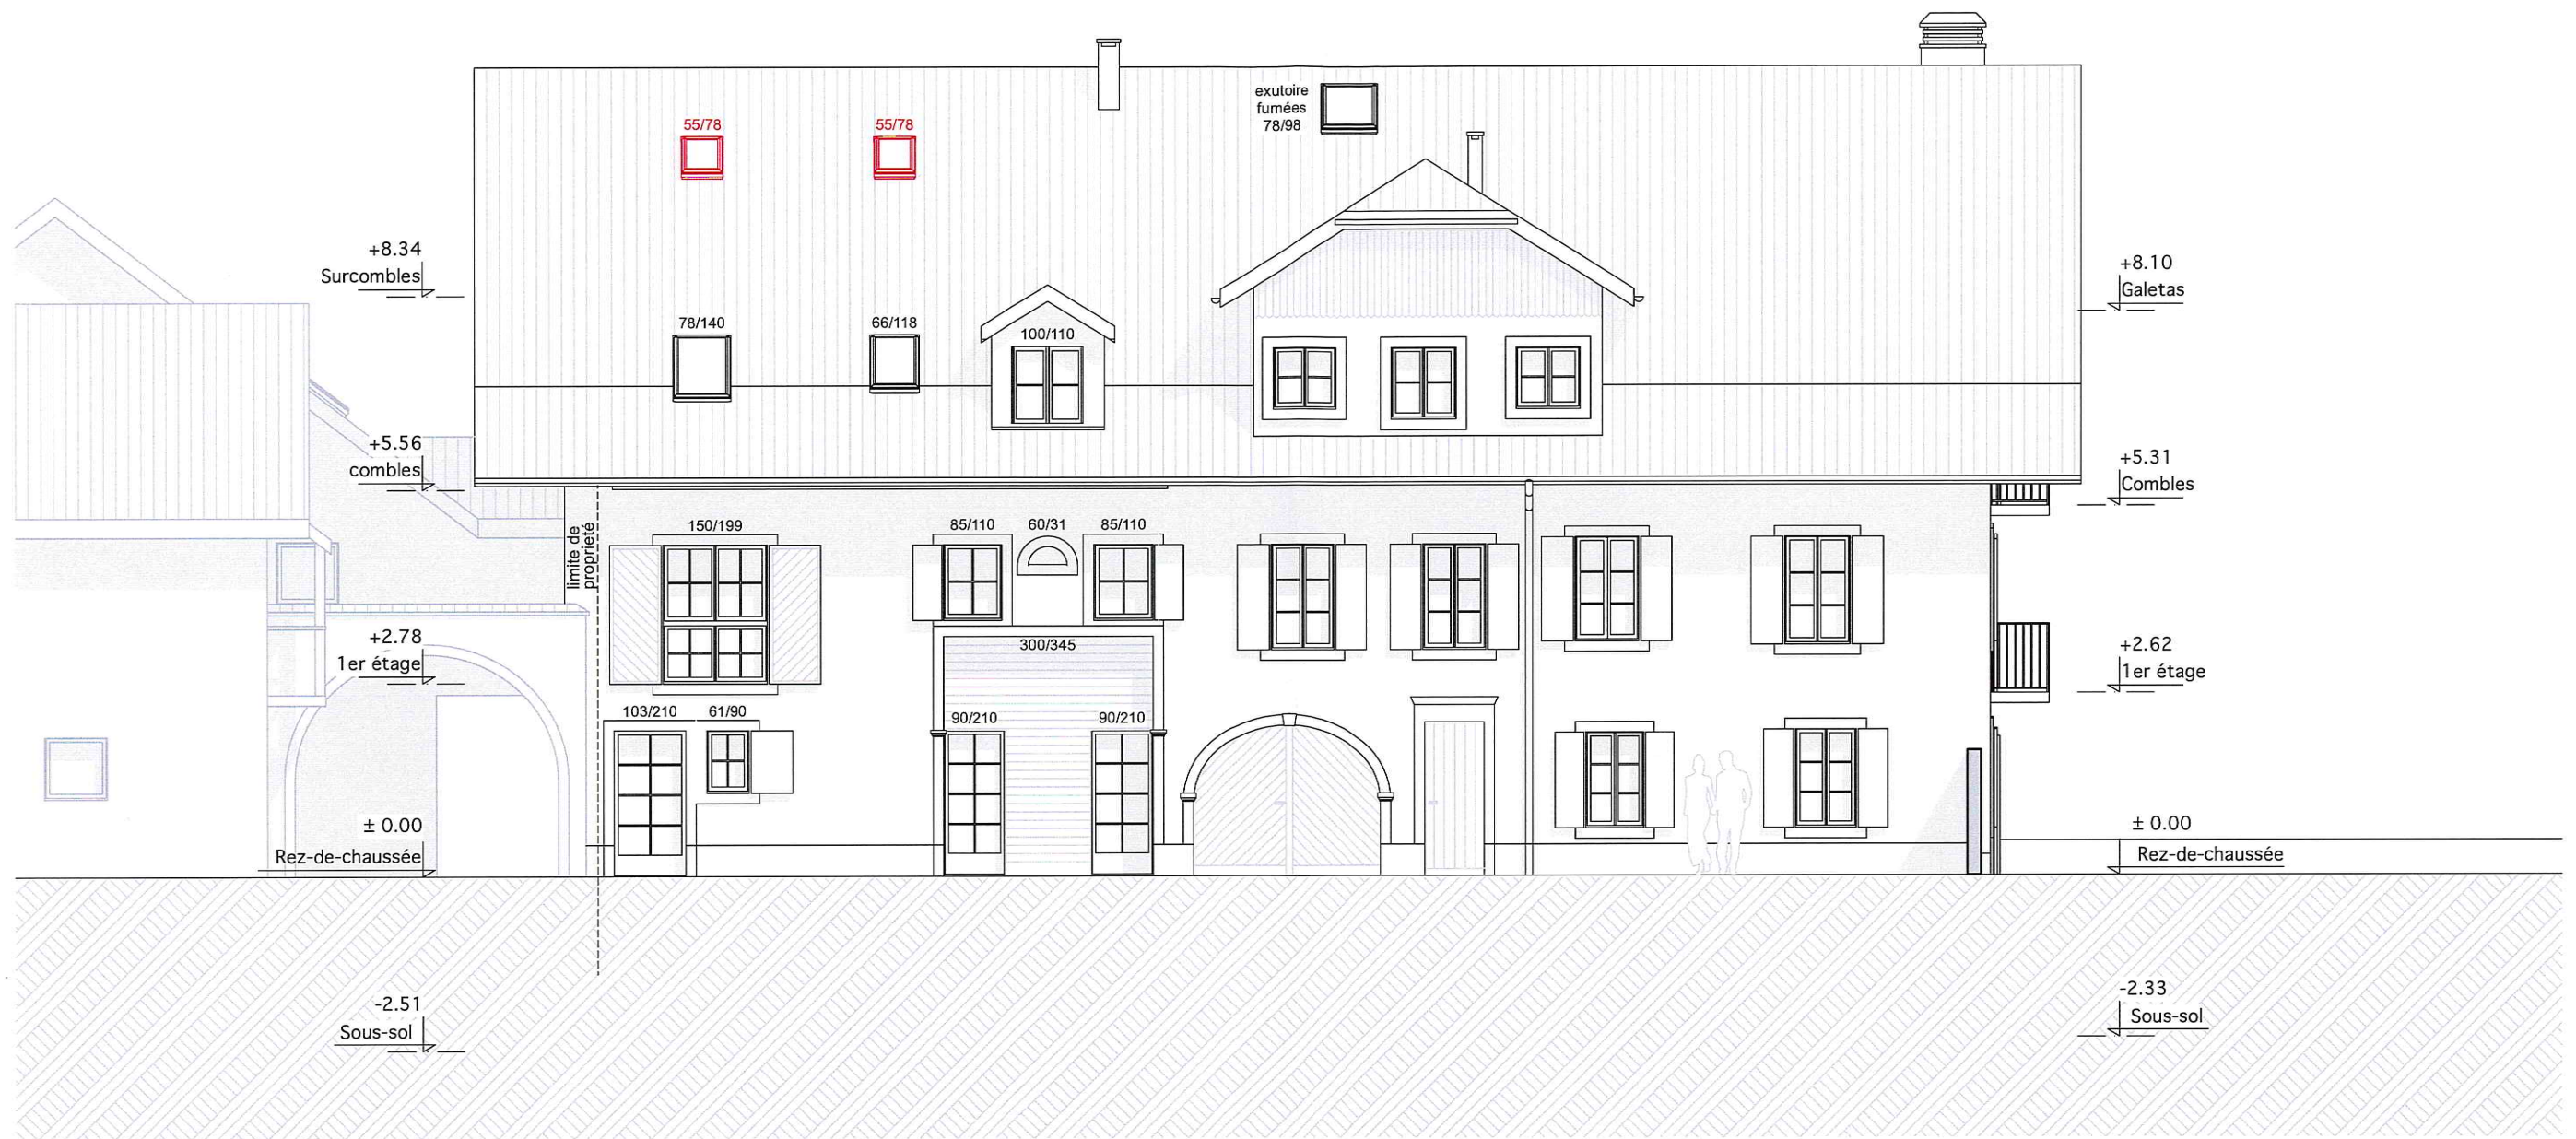 exutoire
fumées
78/98
55/78
55/78
+8.34
Surcombles
+8.10
Galetas
78/140
66/118
100/110
+5.56
combles
+5.31
Combles
limite de
propriété
150/199
85/110
60/31
85/110
+2.78
1er étage
300/345
+2.62
1er étage
103/210
61/90
90/210
90/210
± 0.00
Rez-de-chaussée
± 0.00
Rez-de-chaussée
-2.51
Sous-sol
-2.33
Sous-sol